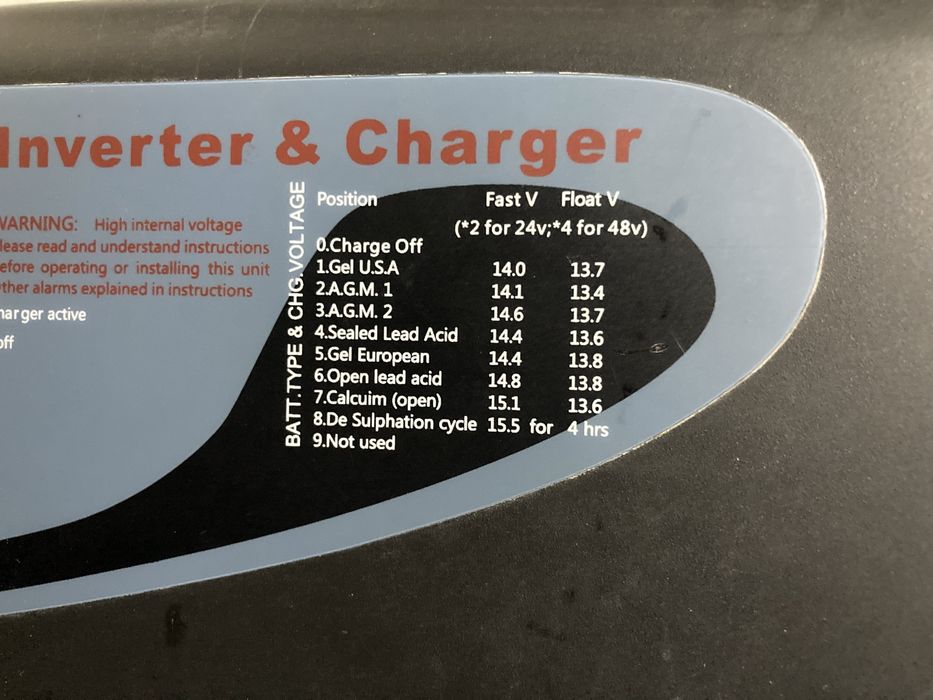 Inverter & Charger
WARNING: High internal voltage
lease read and understand instructions
efore operating or installing this unit
ther alarms explained in instructions
harger active
off
BATT.TYPE & CHG.VOLTAGE
Position Fast V Float V
(*2 for 24v;*4 for 48v)
0.Charge Off
1.Gel U.S.A 14.0 13.7
2.A.G.M. 1 14.1 13.4
3.A.G.M. 2 14.6 13.7
4.Sealed Lead Acid 14.4 13.6
5.Gel European 14.4 13.8
6.Open lead acid 14.8 13.8
7.Calcuim (open) 15.1 13.6
8.De Sulphation cycle 15.5 for 4 hrs
9.Not used